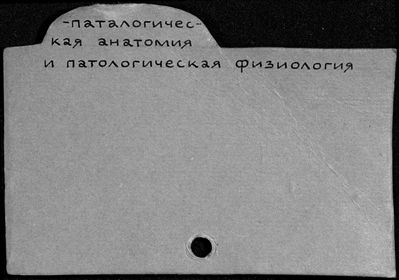 -паталогичес-
кая анатомия
и патологическая физиология